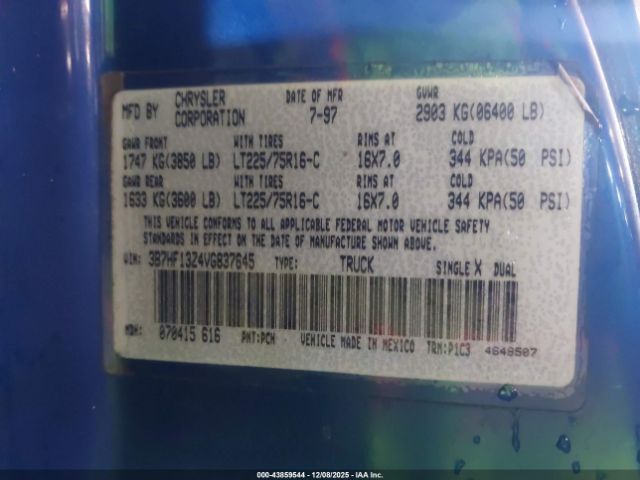 MFD BY CHRYSLER CORPORATION DATE OF MFR 7-97 GVWR 2903 KG(06400 LB)
GAWR FRONT WITH TIRES RIMS AT COLD
1747 KG(3850 LB) LT225/75R16-C 16X7.0 344 KPA(50 PSI)
GAWR REAR WITH TIRES RIMS AT COLD
1633 KG(3600 LB) LT225/75R16-C 16X7.0 344 KPA(50 PSI)
THIS VEHICLE CONFORMS TO ALL APPLICABLE FEDERAL MOTOR VEHICLE SAFETY
STANDARDS IN EFFECT ON THE DATE OF MANUFACTURE SHOWN ABOVE.
VIN: 3B7HF13Z4VG837645 TYPE: TRUCK SINGLE X DUAL
MDH: 070415 616 PNT:PCH VEHICLE MADE IN MEXICO TRM:P1C3 4648507
000-43859544 - 12/08/2025 - IAA Inc.